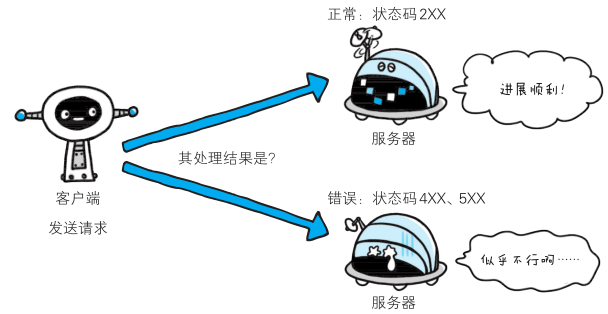 正常：状态码 2XX
进展顺利！
服务器
其处理结果是？
客户端
发送请求
错误：状态码 4XX、5XX
似乎不行啊……
服务器